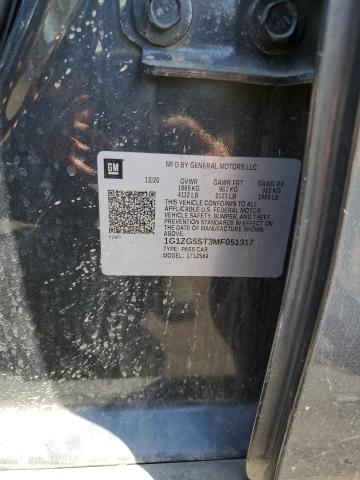 GM
MFD BY GENERAL MOTORS LLC
12/20 GVWR GAWR FRT GAWR RR
1865 KG 963 KG 902 KG
4112 LB 2123 LB 1989 LB
THIS VEHICLE CONFORMS TO ALL
APPLICABLE U.S. FEDERAL MOTOR VEHICLE
SAFETY, BUMPER, AND THEFT
PREVENTION STANDARDS IN EFFECT ON THE
DATE OF MANUFACTURE SHOWN ABOVE.
1G1ZG5ST3MF051317
TYPE: PASS CAR
MODEL: 1ZS69